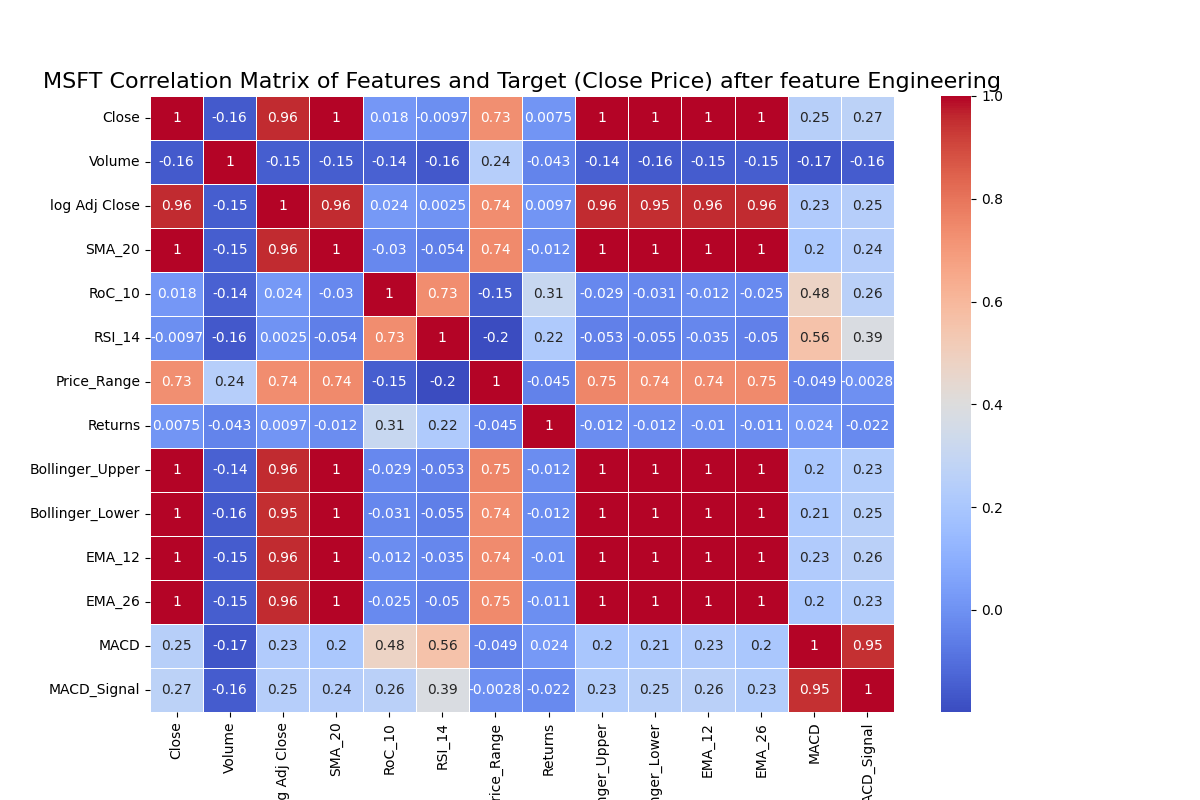 MSFT Correlation Matrix of Features and Target (Close Price) after feature Engineering
Close 1 -0.16 0.96 1 0.018 -0.0097 0.73 0.0075 1 1 1 1 0.25 0.27
Volume -0.16 1 -0.15 -0.15 -0.14 -0.16 0.24 -0.043 -0.14 -0.16 -0.15 -0.15 -0.17 -0.16
log Adj Close 0.96 -0.15 1 0.96 0.024 0.0025 0.74 0.0097 0.96 0.95 0.96 0.96 0.23 0.25
SMA_20 1 -0.15 0.96 1 -0.03 -0.054 0.74 -0.012 1 1 1 1 0.2 0.24
RoC_10 0.018 -0.14 0.024 -0.03 1 0.73 -0.15 0.31 -0.029 -0.031 -0.012 -0.025 0.48 0.26
RSI_14 -0.0097 -0.16 0.0025 -0.054 0.73 1 -0.2 0.22 -0.053 -0.055 -0.035 -0.05 0.56 0.39
Price_Range 0.73 0.24 0.74 0.74 -0.15 -0.2 1 -0.045 0.75 0.74 0.74 0.75 -0.049 -0.0028
Returns 0.0075 -0.043 0.0097 -0.012 0.31 0.22 -0.045 1 -0.012 -0.012 -0.01 -0.011 0.024 -0.022
Bollinger_Upper 1 -0.14 0.96 1 -0.029 -0.053 0.75 -0.012 1 1 1 1 0.2 0.23
Bollinger_Lower 1 -0.16 0.95 1 -0.031 -0.055 0.74 -0.012 1 1 1 1 0.21 0.25
EMA_12 1 -0.15 0.96 1 -0.012 -0.035 0.74 -0.01 1 1 1 1 0.23 0.26
EMA_26 1 -0.15 0.96 1 -0.025 -0.05 0.75 -0.011 1 1 1 1 0.2 0.23
MACD 0.25 -0.17 0.23 0.2 0.48 0.56 -0.049 0.024 0.2 0.21 0.23 0.2 1 0.95
MACD_Signal 0.27 -0.16 0.25 0.24 0.26 0.39 -0.0028 -0.022 0.23 0.25 0.26 0.23 0.95 1
Close
Volume
g Adj Close
SMA_20
RoC_10
RSI_14
rice_Range
Returns
nger_Upper
nger_Lower
EMA_12
EMA_26
MACD
ACD_Signal
1.0
0.8
0.6
0.4
0.2
0.0